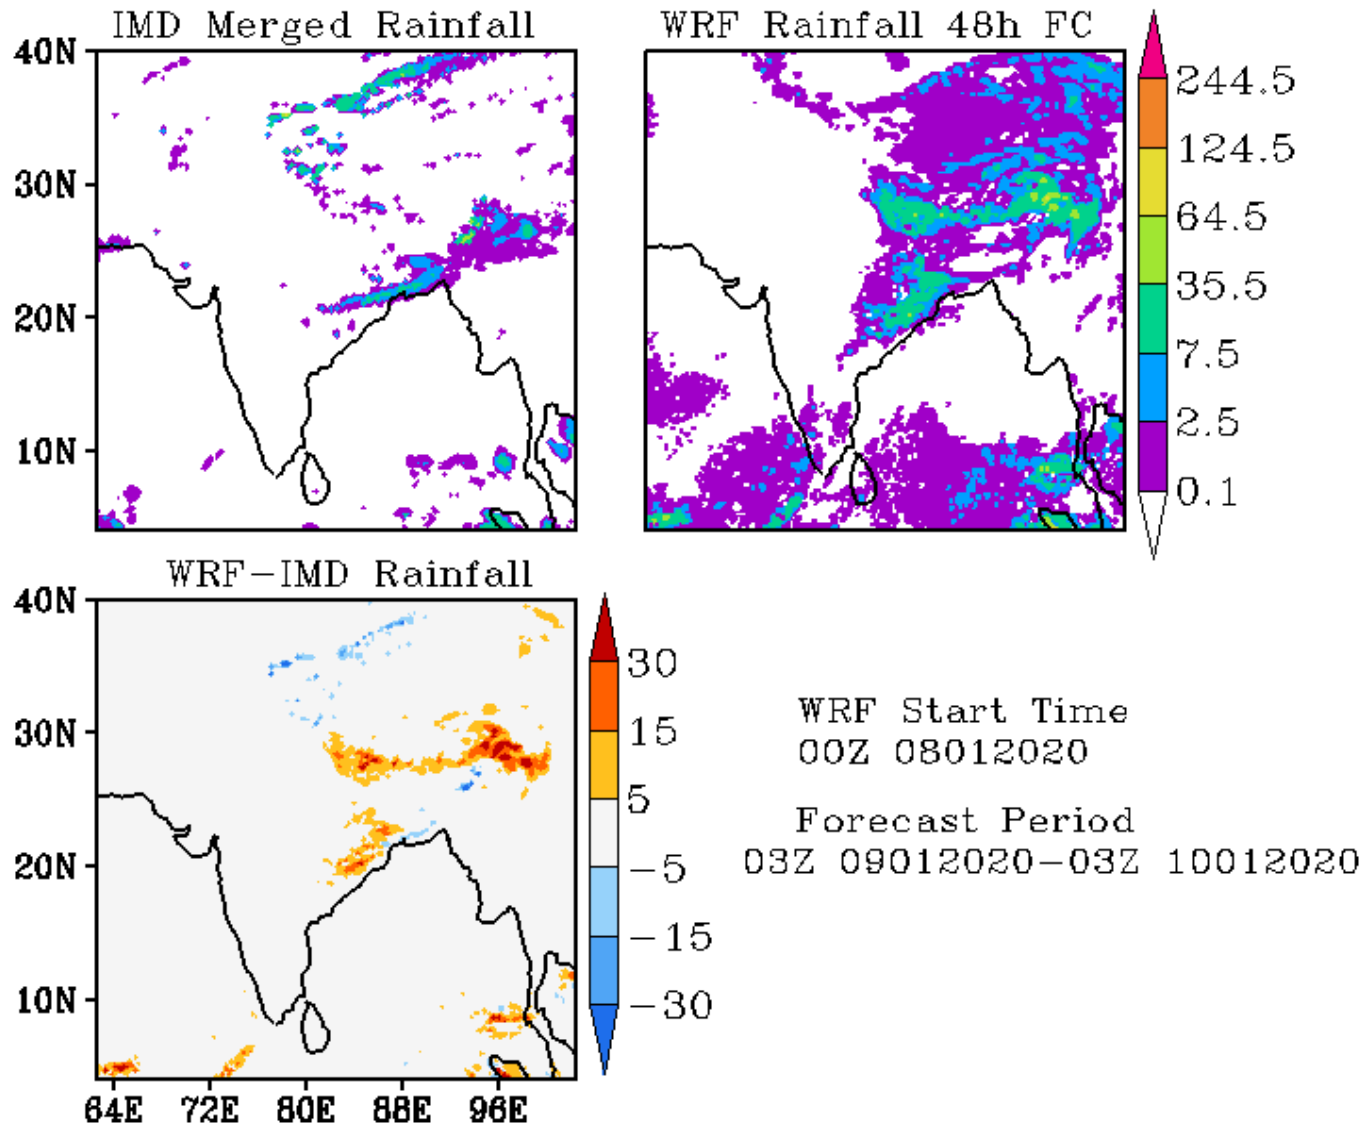 IMD Merged Rainfall
WRF Rainfall 48h FC
40N
30N
20N
10N
244.5
124.5
64.5
35.5
7.5
2.5
0.1
WRF-IMD Rainfall
40N
30N
20N
10N
64E 72E 80E 88E 96E
30
15
5
-5
-15
-30
WRF Start Time
00Z 08012020
Forecast Period
03Z 09012020-03Z 10012020